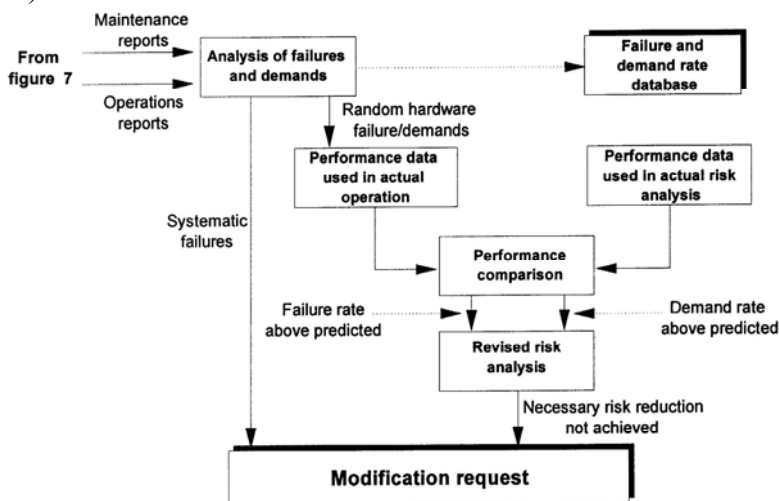 Maintenance
reports
From
figure 7
Operations
reports
Analysis of failures
and demands
Failure and
demand rate
database
Random hardware
failure/demands
Performance data
used in actual
operation
Performance data
used in actual risk
analysis
Systematic
failures
Performance
comparison
Failure rate
above predicted
Demand rate
above predicted
Revised risk
analysis
Necessary risk reduction
not achieved
Modification request